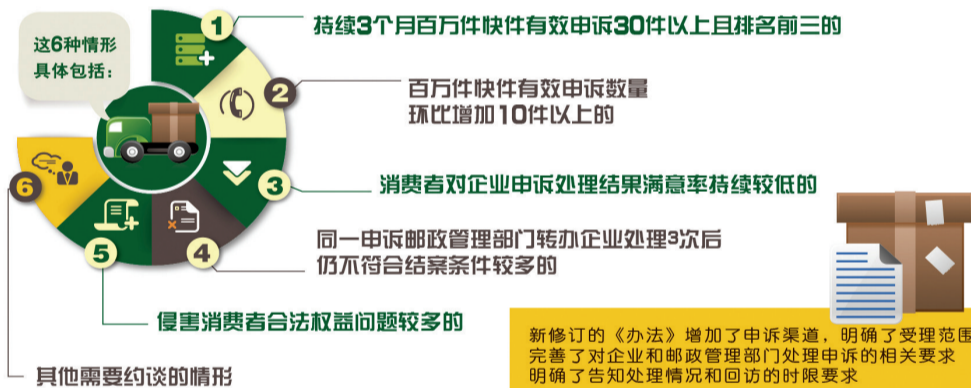 这6种情形
具体包括：
1
持续3个月百万件快件有效申诉30件以上且排名前三的
2
百万件快件有效申诉数量
环比增加10件以上的
3
消费者对企业申诉处理结果满意率持续较低的
4
同一申诉邮政管理部门转办企业处理3次后
仍不符合结案条件较多的
5
侵害消费者合法权益问题较多的
6
其他需要约谈的情形
新修订的《办法》增加了申诉渠道，明确了受理范围
完善了对企业和邮政管理部门处理申诉的相关要求
明确了告知处理情况和回访的时限要求